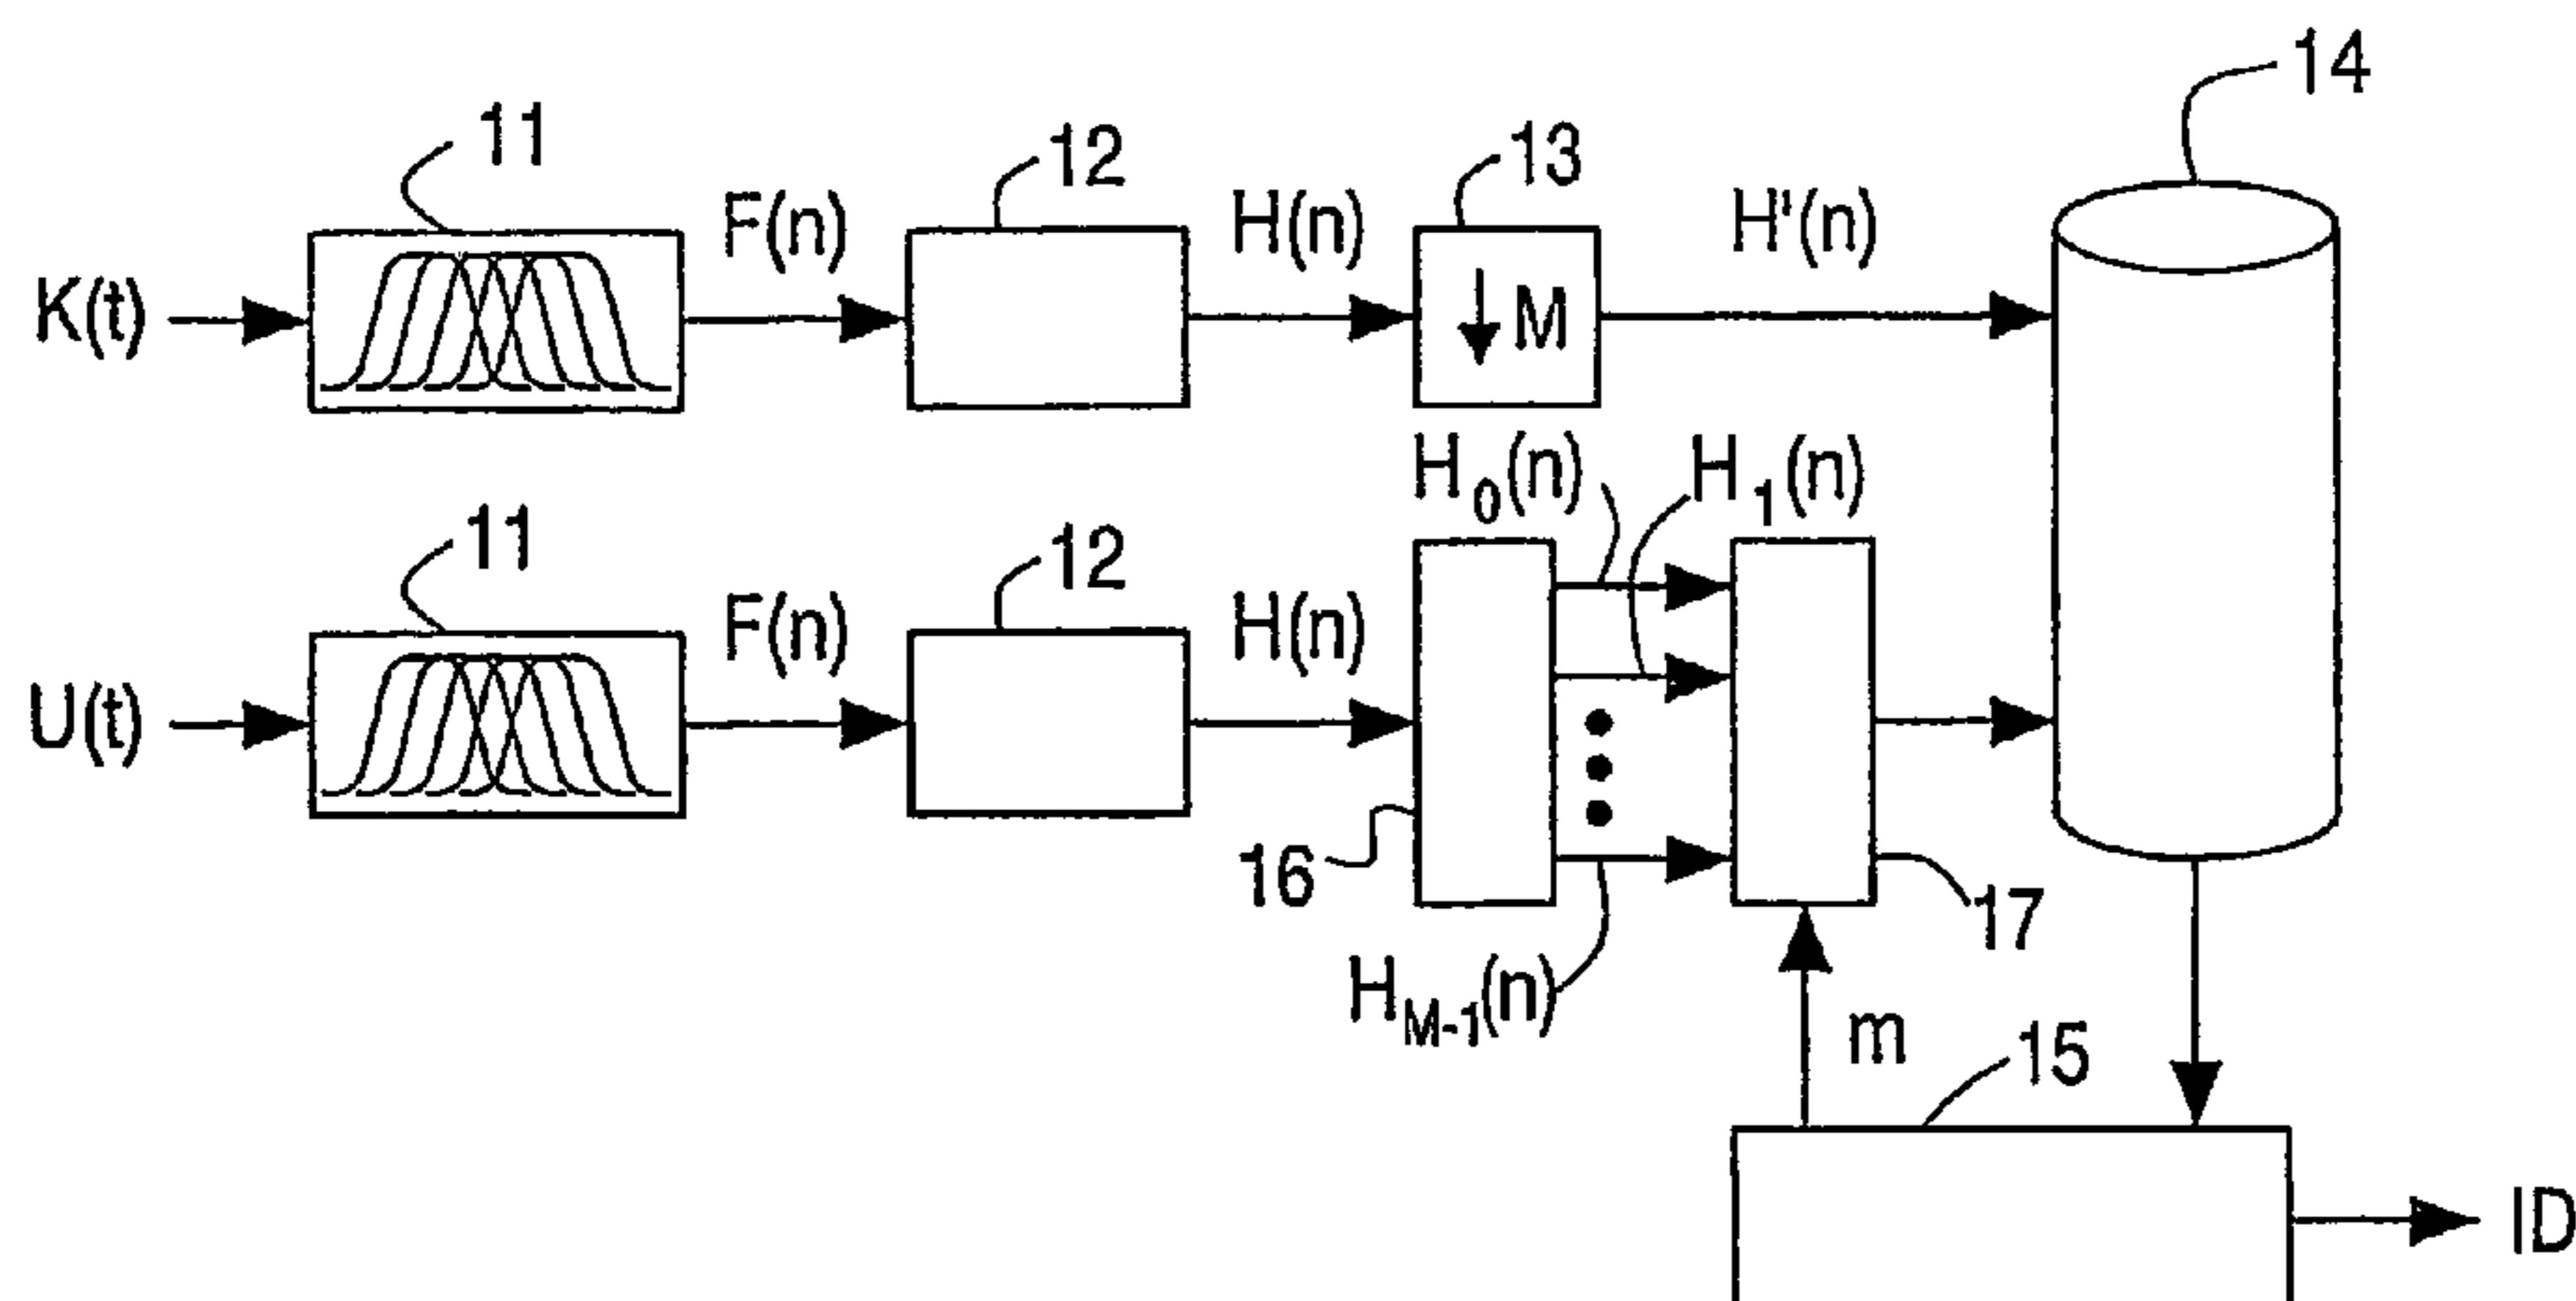 14
11
12
13
F(n)
H(n)
H'(n)
K(t)
M
H0(n)
H1(n)
11
12
F(n)
H(n)
U(t)
16
17
HM-1(n)
m
15
ID